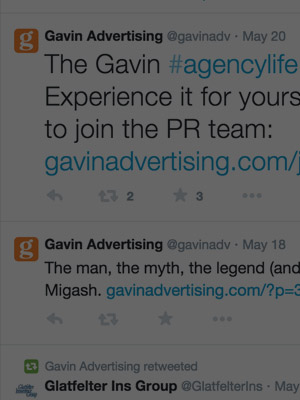 Gavin Advertising @gavinadv · May 20
The Gavin #agencylife
Experience it for yours
to join the PR team:
gavinadvertising.com/j
2 3
Gavin Advertising @gavinadv · May 18
The man, the myth, the legend (and
Migash. gavinadvertising.com/?p=3
Gavin Advertising retweeted
Glatfelter Ins Group @GlatfelterIns · May